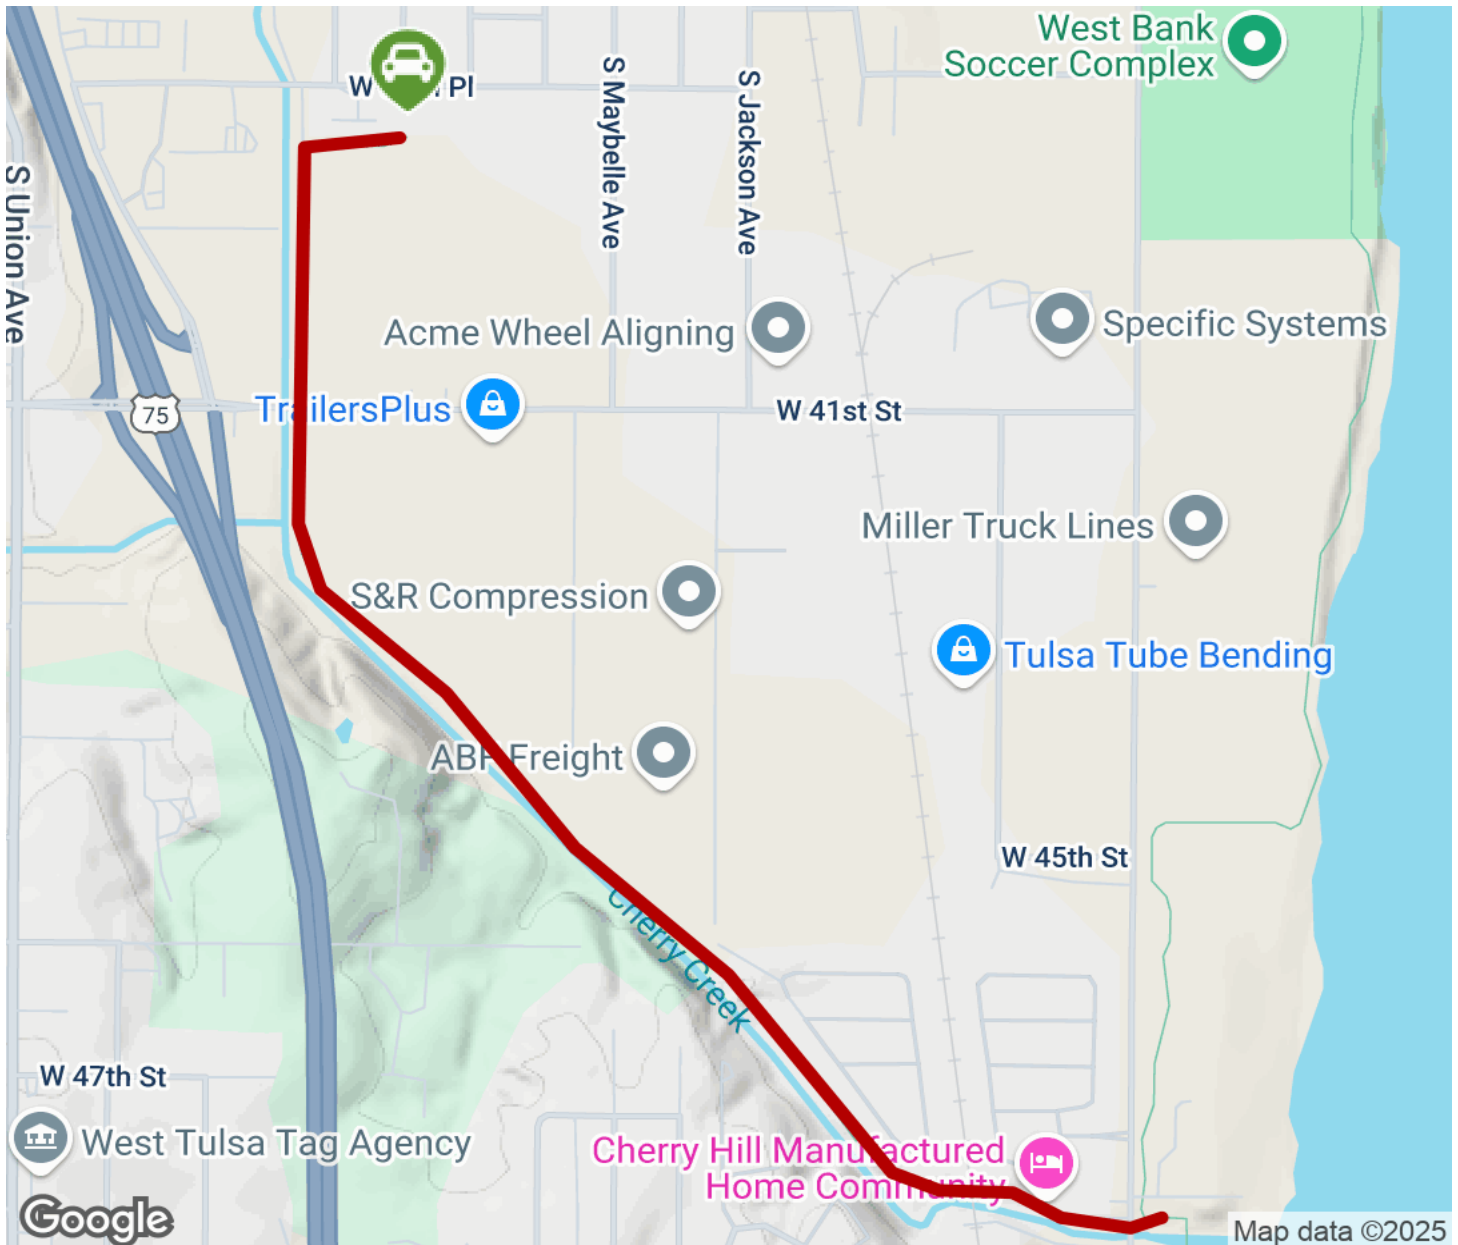 West Bank
Soccer Complex
W
Pl
S Maybelle Ave
S Jackson Ave
S Union Ave
Acme Wheel Aligning
Specific Systems
75
TrailersPlus
W 41st St
Miller Truck Lines
S&R Compression
Tulsa Tube Bending
ABF Freight
W 45th St
Cherry Creek
W 47th St
West Tulsa Tag Agency
Cherry Hill Manufactured
Home Community
Google
Map data ©2025